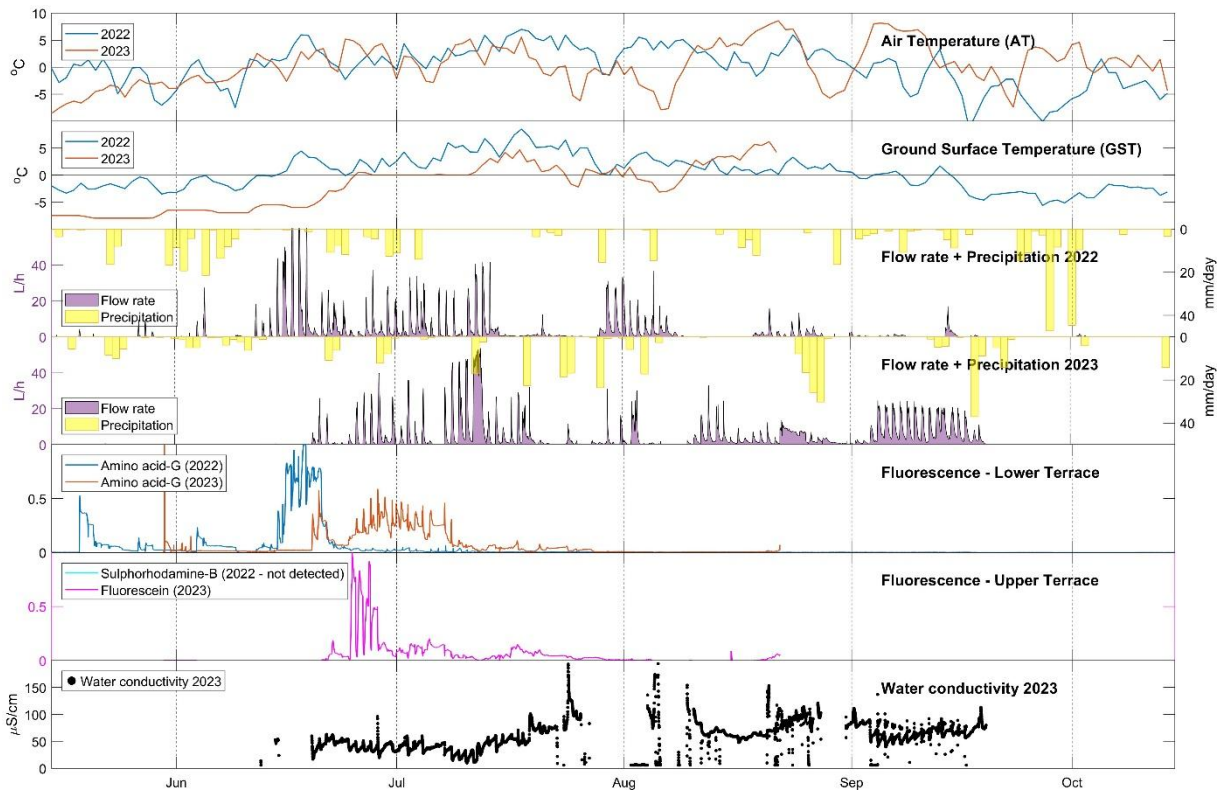 10
5
0
-5
°C
2022
2023
Air Temperature (AT)
5
0
-5
°C
2022
2023
Ground Surface Temperature (GST)
40
20
0
L/h
Flow rate
Precipitation
Flow rate + Precipitation 2022
0
20
40
mm/day
40
20
0
L/h
Flow rate
Precipitation
Flow rate + Precipitation 2023
0
20
40
mm/day
0.5
0
Amino acid-G (2022)
Amino acid-G (2023)
Fluorescence - Lower Terrace
0.5
0
Sulphorhodamine-B (2022 - not detected)
Fluorescein (2023)
Fluorescence - Upper Terrace
150
100
50
0
µS/cm
Water conductivity 2023
Water conductivity 2023
Jun
Jul
Aug
Sep
Oct